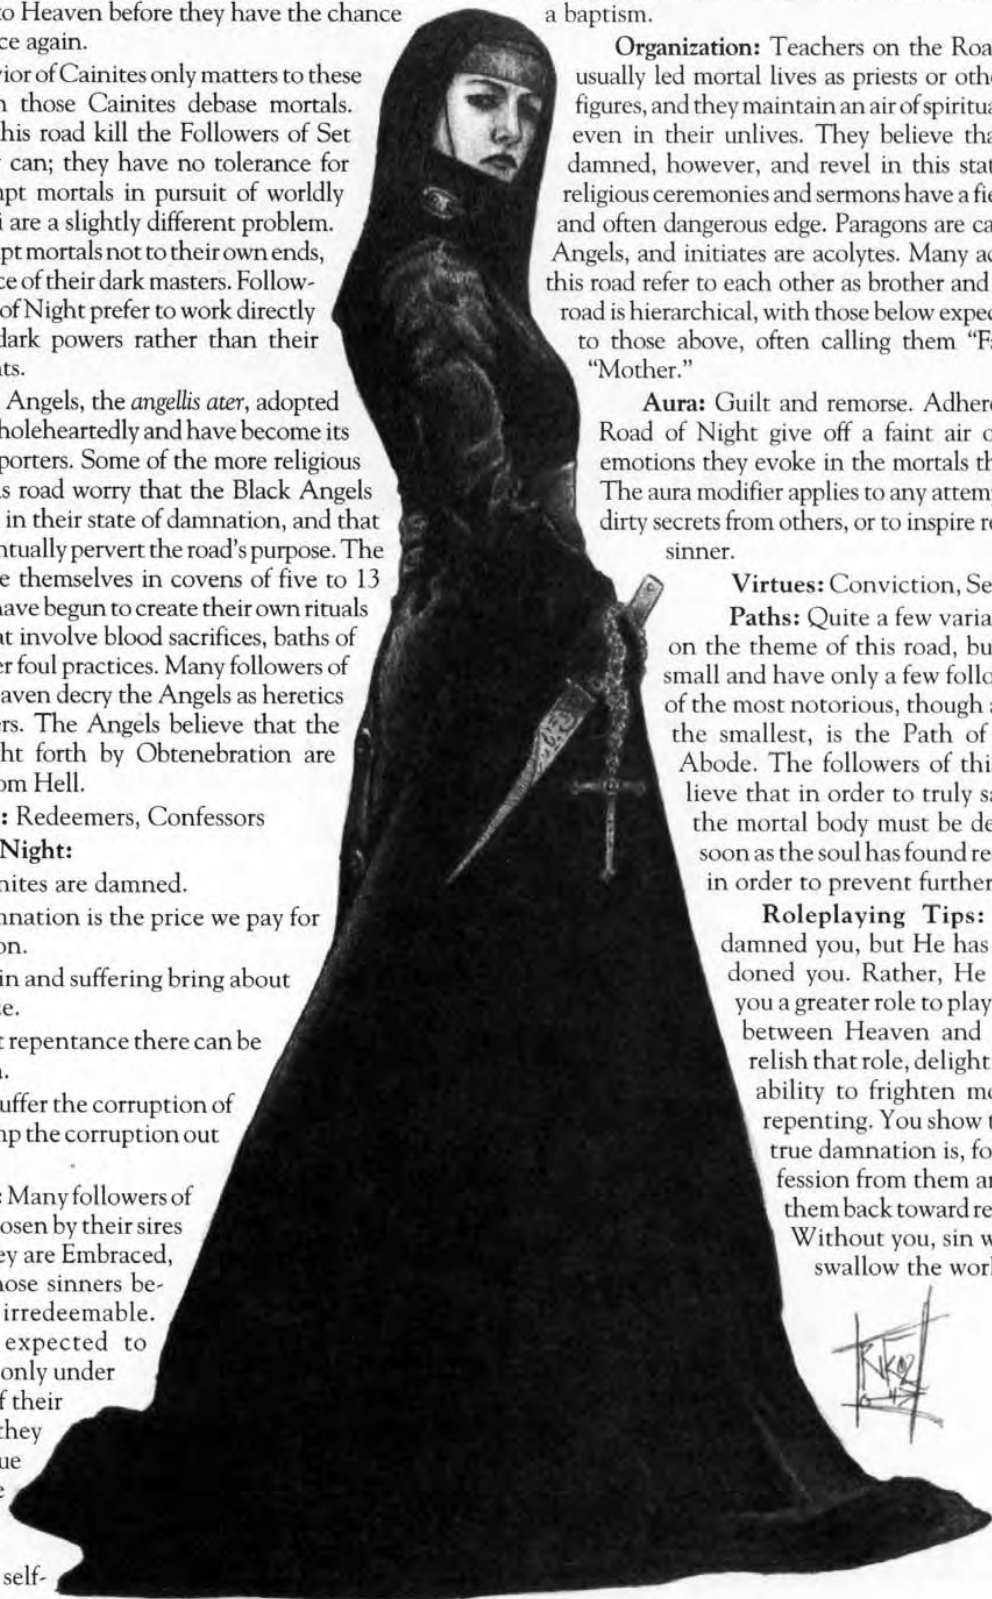 to Heaven before they have the chance
ce again.
ior of Cainites only matters to these
n those Cainites debase mortals.
his road kill the Followers of Set
can; they have no tolerance for
pt mortals in pursuit of worldly
i are a slightly different problem.
pt mortals not to their own ends,
ce of their dark masters. Follow-
of Night prefer to work directly
dark powers rather than their
ts.
Angels, the angellis ater, adopted
holeheartedly and have become its
porters. Some of the more religious
s road worry that the Black Angels
in their state of damnation, and that
ntually pervert the road's purpose. The
e themselves in covens of five to 13
have begun to create their own rituals
at involve blood sacrifices, baths of
er foul practices. Many followers of
eaven decry the Angels as heretics
ers. The Angels believe that the
ht forth by Obtenebration are
om Hell.
: Redeemers, Confessors
Night:
nites are damned.
nnation is the price we pay for
on.
in and suffering bring about
e.
t repentance there can be
.
uffer the corruption of
mp the corruption out
: Many followers of
osen by their sires
ey are Embraced,
nose sinners be-
irredeemable.
expected to
only under
f their
they
ue
e
self-
a baptism.
Organization: Teachers on the Roa
usually led mortal lives as priests or oth
figures, and they maintain an air of spiritua
even in their unlives. They believe tha
damned, however, and revel in this stat
religious ceremonies and sermons have a fie
and often dangerous edge. Paragons are ca
Angels, and initiates are acolytes. Many ac
this road refer to each other as brother and
road is hierarchical, with those below expec
to those above, often calling them "Fa
"Mother."
Aura: Guilt and remorse. Adhere
Road of Night give off a faint air o
emotions they evoke in the mortals th
The aura modifier applies to any attemp
dirty secrets from others, or to inspire re
sinner.
Virtues: Conviction, Se
Paths: Quite a few varia
on the theme of this road, bu
small and have only a few follo
of the most notorious, though a
the smallest, is the Path of
Abode. The followers of thi
lieve that in order to truly sa
the mortal body must be de
soon as the soul has found re
in order to prevent further
Roleplaying Tips:
damned you, but He has
doned you. Rather, He
you a greater role to play
between Heaven and
relish that role, delight
ability to frighten mo
repenting. You show t
true damnation is, fo
fession from them an
them back toward re
Without you, sin w
swallow the worl